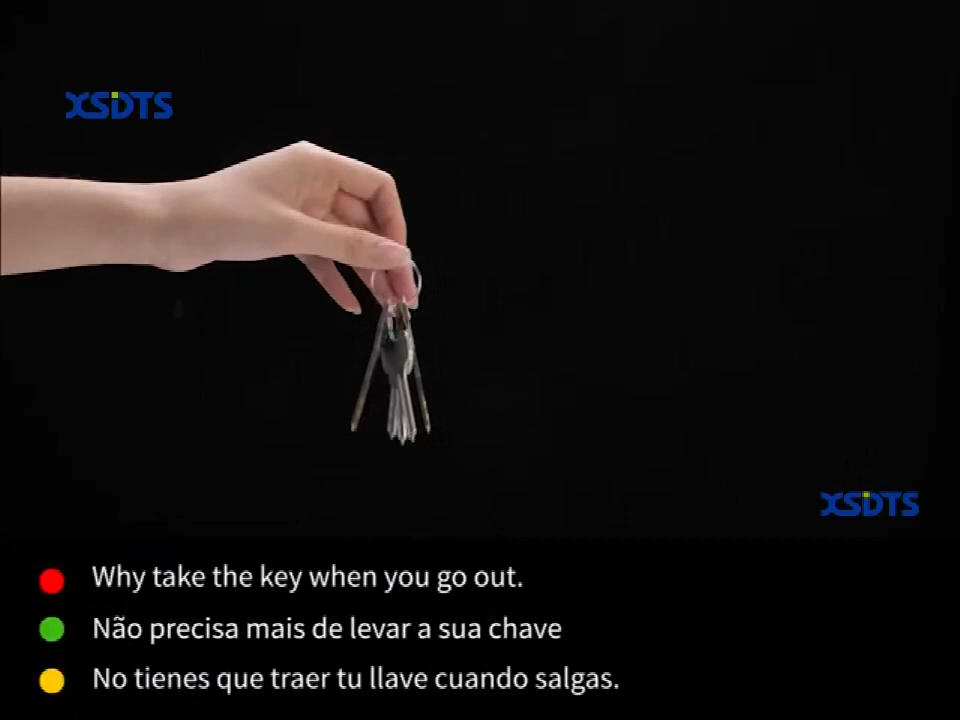 XSDTS
XSDTS
Why take the key when you go out.
Não precisa mais de levar a sua chave
No tienes que traer tu llave cuando salgas.